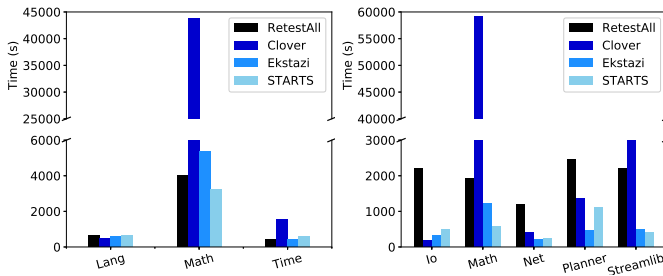 Time (s)
45000
40000
35000
30000
25000
6000
4000
2000
0
Lang
Math
Time
RetestAll
Clover
Ekstazi
STARTS
Time (s)
60000
55000
50000
45000
40000
3000
2000
1000
0
Io
Math
Net
Planner
Streamlib
RetestAll
Clover
Ekstazi
STARTS